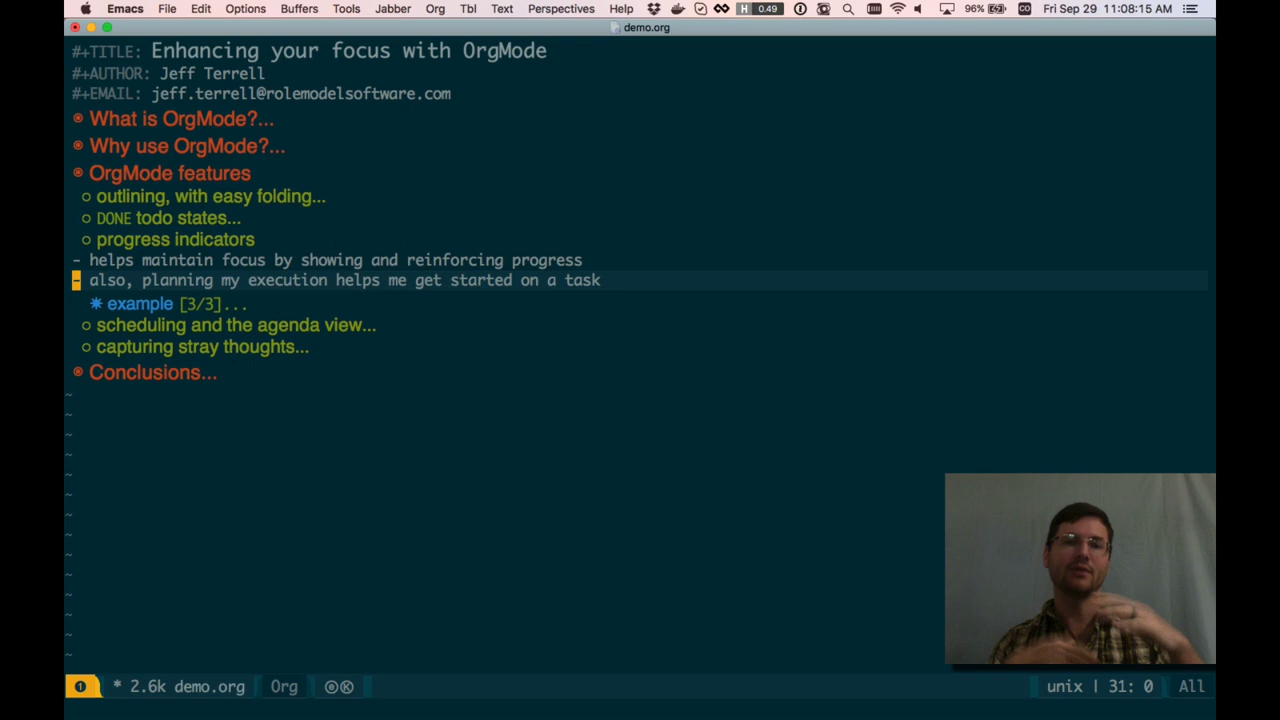 Emacs File Edit Options Buffers Tools Jabber Org Tbl Text Perspectives Help H 0.49 96% CO Fri Sep 29 11:08:15 AM
demo.org
#+TITLE: Enhancing your focus with OrgMode
#+AUTHOR: Jeff Terrell
#+EMAIL: jeff.terrell@rolemodelsoftware.com
What is OrgMode?...
Why use OrgMode?...
OrgMode features
outlining, with easy folding...
DONE todo states...
progress indicators
- helps maintain focus by showing and reinforcing progress
- also, planning my execution helps me get started on a task
example [3/3]...
scheduling and the agenda view...
capturing stray thoughts...
Conclusions...
~
~
~
~
~
~
~
~
~
~
~
~
~
~
1 * 2.6k demo.org Org ⓔⓀ unix | 31: 0 All